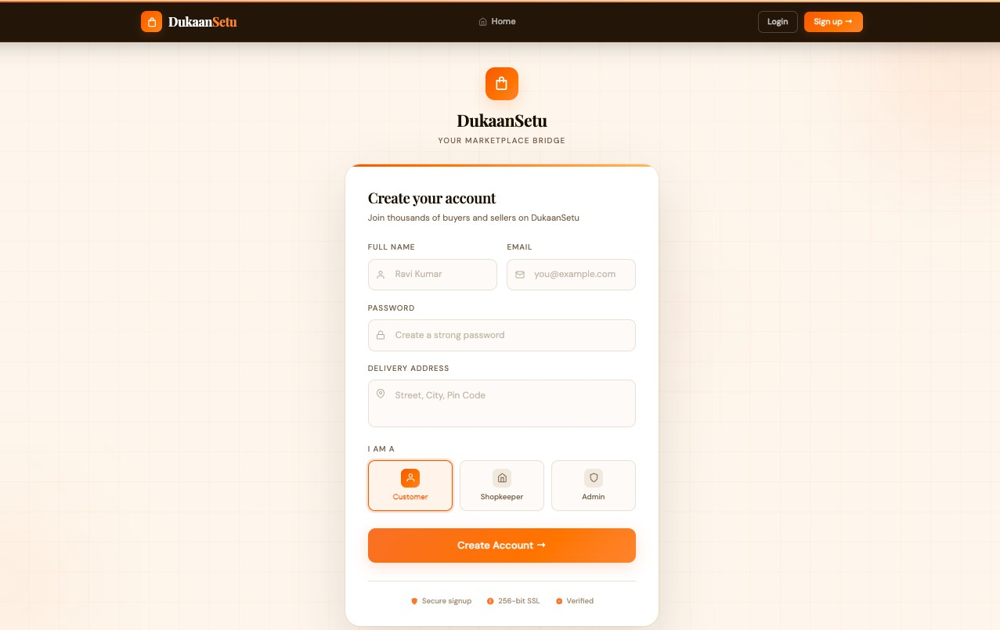 DukaanSetu
Home
Login
Sign up →
DukaanSetu
YOUR MARKETPLACE BRIDGE
Create your account
Join thousands of buyers and sellers on DukaanSetu
FULL NAME
EMAIL
Ravi Kumar
you@example.com
PASSWORD
Create a strong password
DELIVERY ADDRESS
Street, City, Pin Code
I AM A
Customer
Shopkeeper
Admin
Create Account →
Secure signup
256-bit SSL
Verified